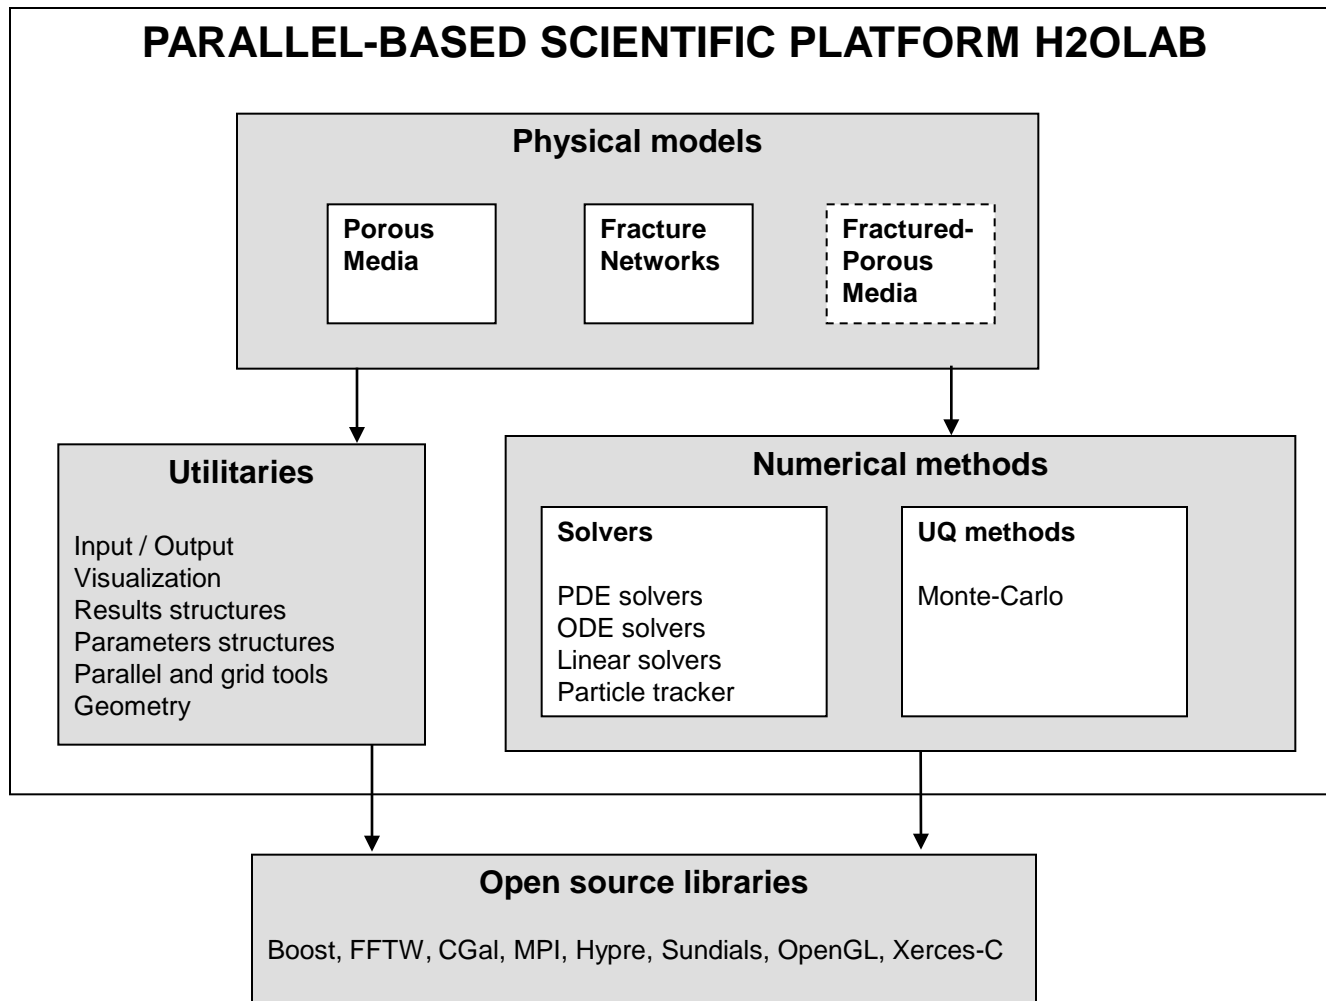 PARALLEL-BASED SCIENTIFIC PLATFORM H2OLAB
Physical models
Porous
Media
Fracture
Networks
Fractured-
Porous
Media
Utilitaries
Input / Output
Visualization
Results structures
Parameters structures
Parallel and grid tools
Geometry
Numerical methods
Solvers
PDE solvers
ODE solvers
Linear solvers
Particle tracker
UQ methods
Monte-Carlo
Open source libraries
Boost, FFTW, CGal, MPI, Hypre, Sundials, OpenGL, Xerces-C